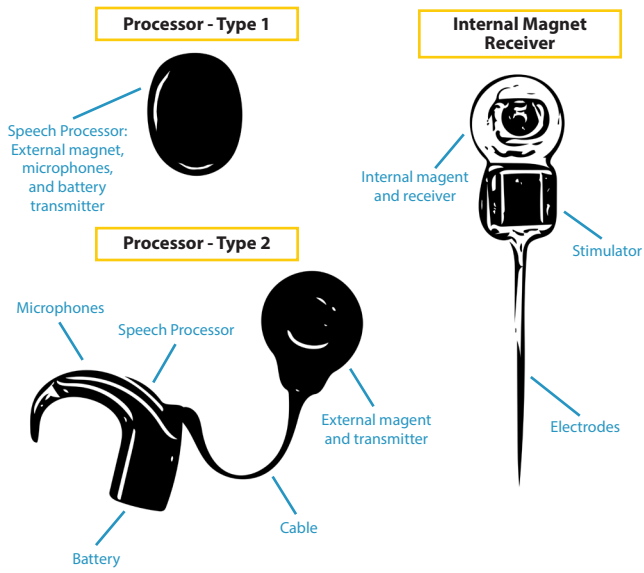 Processor - Type 1
Speech Processor:
External magnet,
microphones,
and battery
transmitter
Processor - Type 2
Microphones
Speech Processor
External magent
and transmitter
Cable
Battery
Internal Magnet
Receiver
Internal magent
and receiver
Stimulator
Electrodes